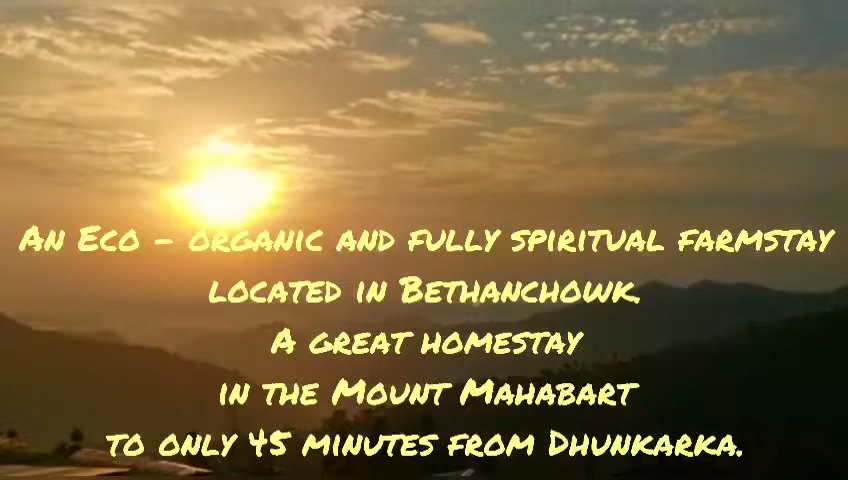 An Eco - organic and fully spiritual farmstay
located in Bethanchowk.
A great homestay
in the Mount Mahabart
to only 45 minutes from Dhunkarka.